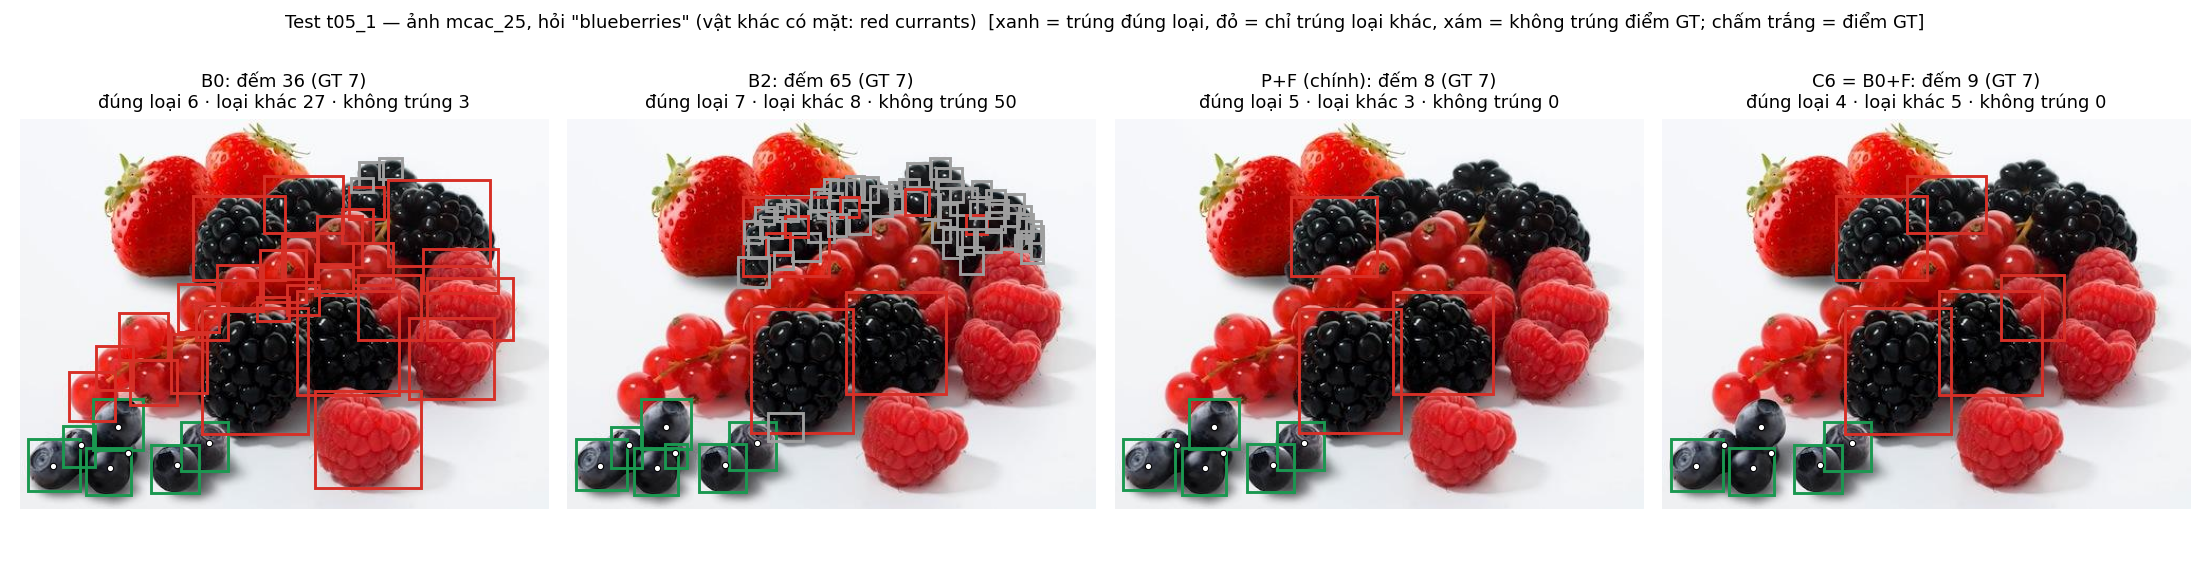 Test t05_1 — ảnh mcac_25, hỏi "blueberries" (vật khác có mặt: red currants)  [xanh = trúng đúng loại, đỏ = chỉ trúng loại khác, xám = không trúng điểm GT; chấm trắng = điểm GT]
B0: đếm 36 (GT 7)
đúng loại 6 · loại khác 27 · không trúng 3
B2: đếm 65 (GT 7)
đúng loại 7 · loại khác 8 · không trúng 50
P+F (chính): đếm 8 (GT 7)
đúng loại 5 · loại khác 3 · không trúng 0
C6 = B0+F: đếm 9 (GT 7)
đúng loại 4 · loại khác 5 · không trúng 0